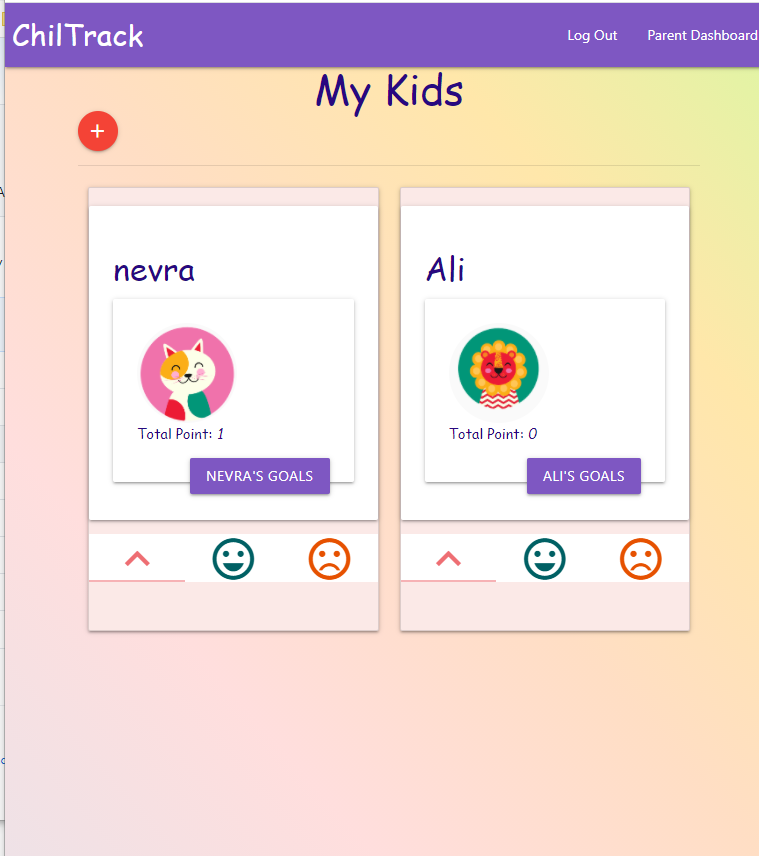 ChilTrack
Log Out Parent Dashboard
My Kids
nevra
Total Point: 1
NEVRA'S GOALS
Ali
Total Point: 0
ALI'S GOALS